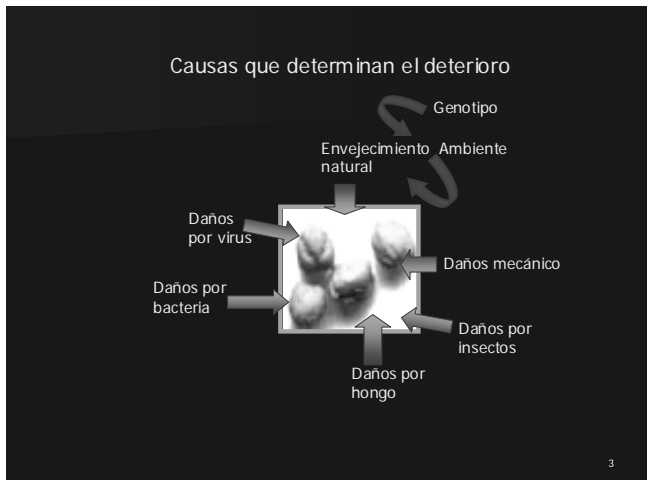 Causas que determinan el deterioro
Genotipo
Envejecimiento Ambiente
natural
Daños
por virus
Daños mecánico
Daños por
bacteria
Daños por
insectos
Daños por
hongo
3